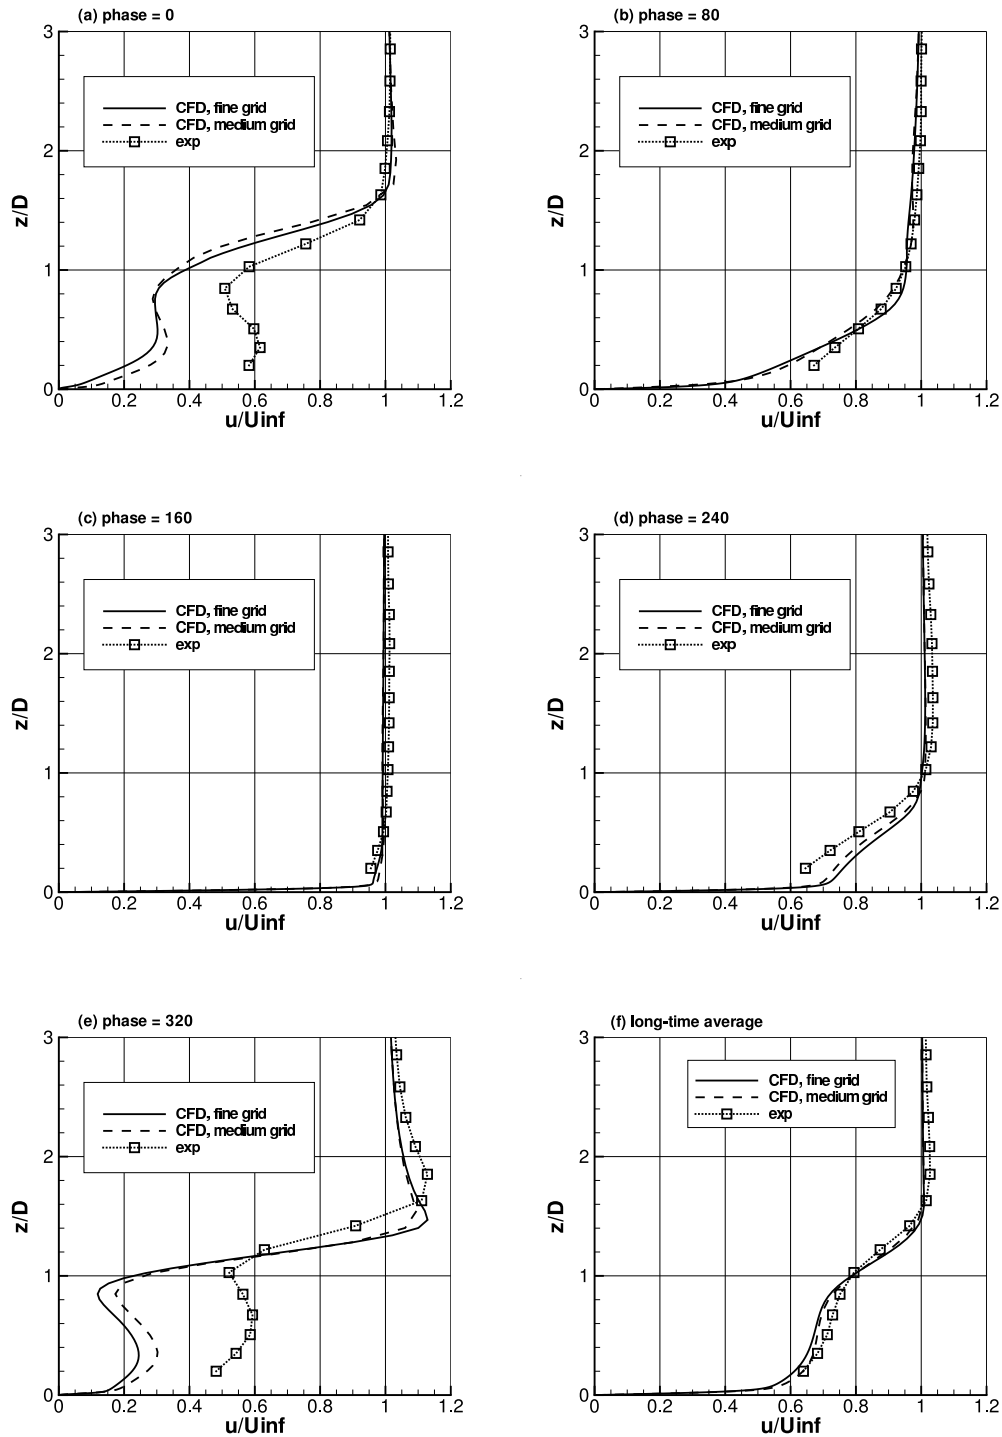 (a) phase = 0
3
2
1
0
z/D
CFD, fine grid
CFD, medium grid
exp
0 0.2 0.4 0.6 0.8 1 1.2
u/Uinf
(b) phase = 80
3
2
1
0
z/D
CFD, fine grid
CFD, medium grid
exp
0 0.2 0.4 0.6 0.8 1 1.2
u/Uinf
(c) phase = 160
3
2
1
0
z/D
CFD, fine grid
CFD, medium grid
exp
0 0.2 0.4 0.6 0.8 1 1.2
u/Uinf
(d) phase = 240
3
2
1
0
z/D
CFD, fine grid
CFD, medium grid
exp
0 0.2 0.4 0.6 0.8 1 1.2
u/Uinf
(e) phase = 320
3
2
1
0
z/D
CFD, fine grid
CFD, medium grid
exp
0 0.2 0.4 0.6 0.8 1 1.2
u/Uinf
(f) long-time average
3
2
1
0
z/D
CFD, fine grid
CFD, medium grid
exp
0 0.2 0.4 0.6 0.8 1 1.2
u/Uinf